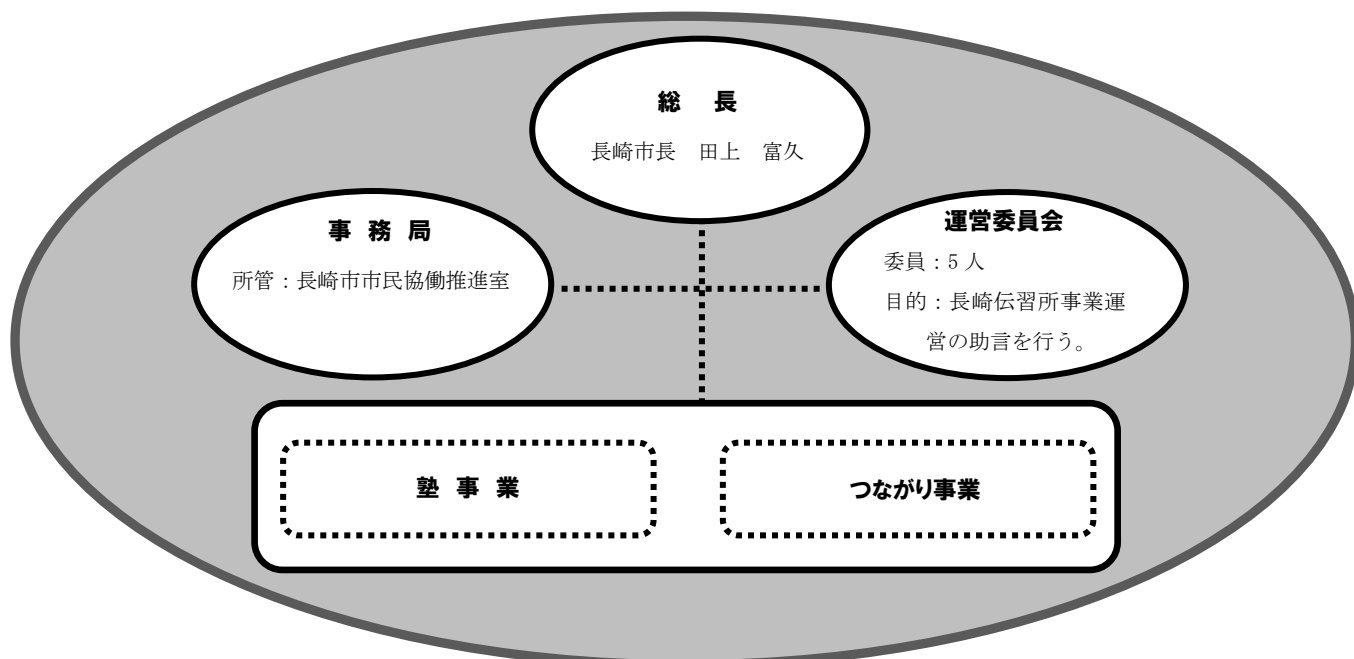 総 長
長崎市長 田上 富久
事 務 局
所管：長崎市市民協働推進室
運営委員会
委員：5人
目的：長崎伝習所事業運
営の助言を行う。
塾 事 業
つながり事業